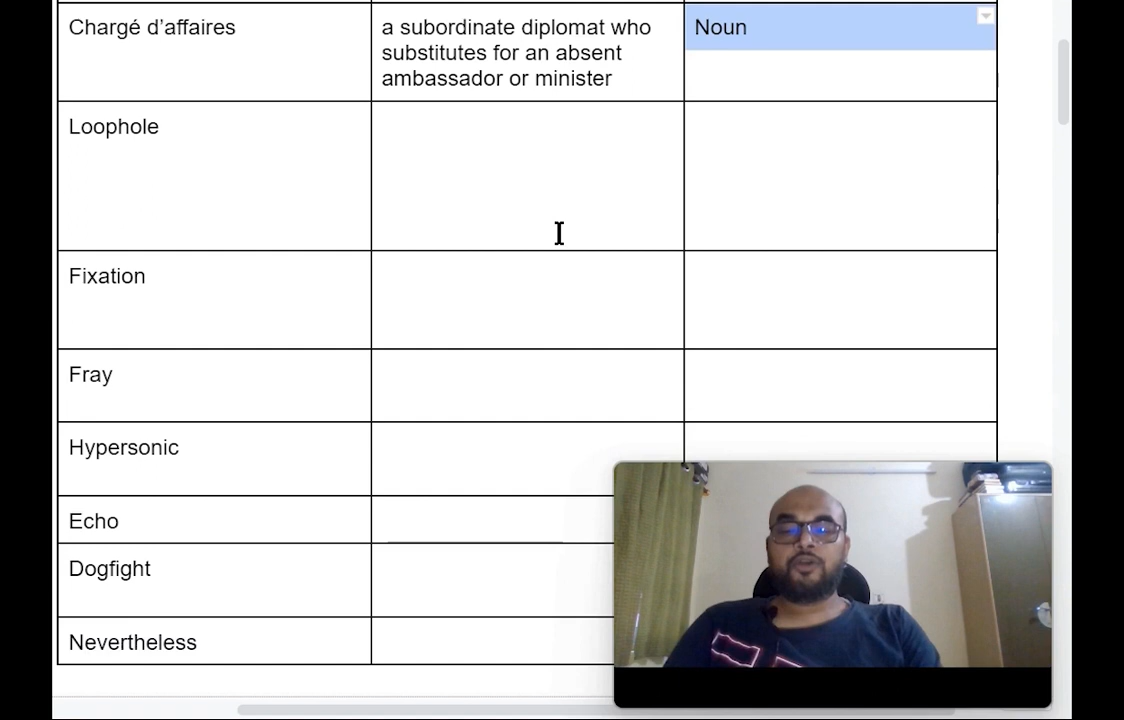 Chargé d’affaires
a subordinate diplomat who
substitutes for an absent
ambassador or minister
Noun
Loophole
Fixation
Fray
Hypersonic
Echo
Dogfight
Nevertheless